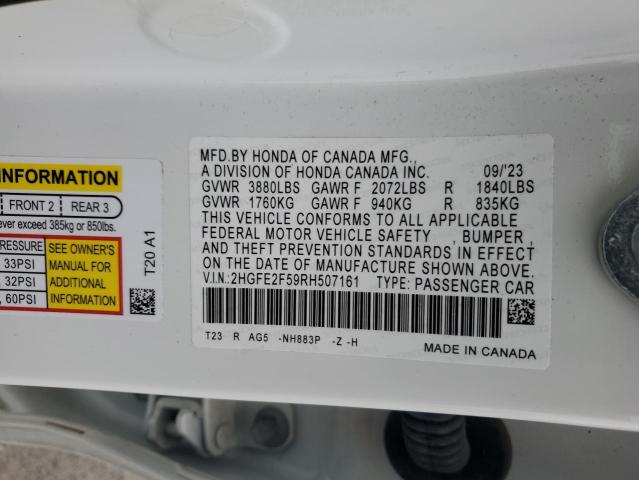 INFORMATION
FRONT 2 REAR 3
never exceed 385kg or 850lbs.
PRESSURE
33PSI
32PSI
60PSI
SEE OWNER'S
MANUAL FOR
ADDITIONAL
INFORMATION
T20 A1
MFD.BY HONDA OF CANADA MFG.,
A DIVISION OF HONDA CANADA INC. 09/'23
GVWR 3880LBS GAWR F 2072LBS R 1840LBS
GVWR 1760KG GAWR F 940KG R 835KG
THIS VEHICLE CONFORMS TO ALL APPLICABLE
FEDERAL MOTOR VEHICLE SAFETY , BUMPER ,
AND THEFT PREVENTION STANDARDS IN EFFECT
ON THE DATE OF MANUFACTURE SHOWN ABOVE.
V.I.N.:2HGFE2F59RH507161 TYPE: PASSENGER CAR
T23 R AG5 -NH883P -Z -H
MADE IN CANADA